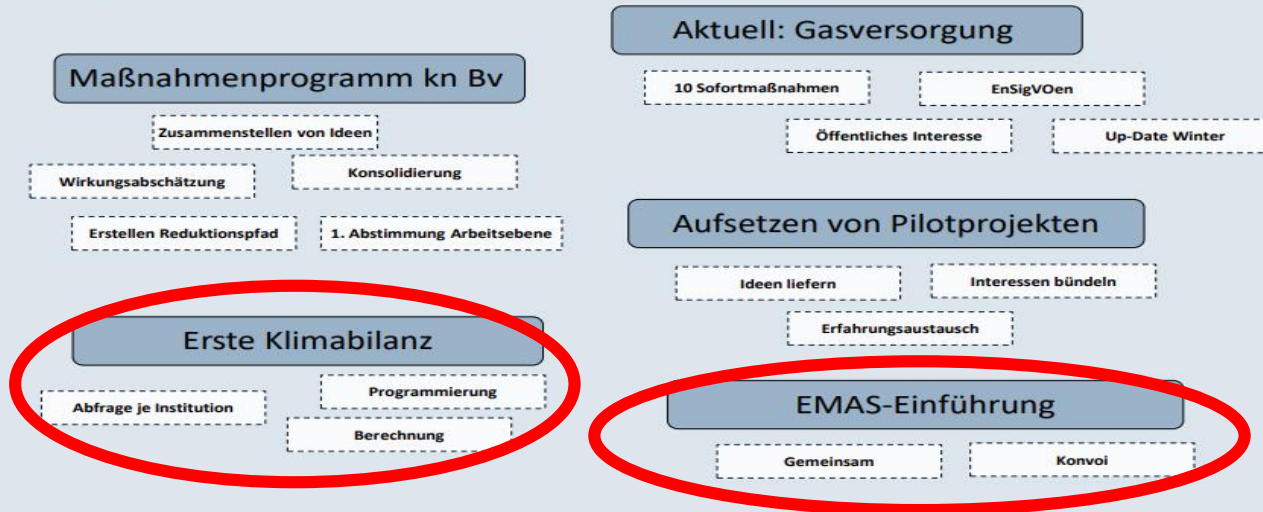 Maßnahmenprogramm kn Bv
Zusammenstellen von Ideen
Wirkungsabschätzung
Konsolidierung
Erstellen Reduktionspfad
1. Abstimmung Arbeitsebene
Erste Klimabilanz
Abfrage je Institution
Programmierung
Berechnung
Aktuell: Gasversorgung
10 Sofortmaßnahmen
EnSigVOen
Öffentliches Interesse
Up-Date Winter
Aufsetzen von Pilotprojekten
Ideen liefern
Interessen bündeln
Erfahrungsaustausch
EMAS-Einführung
Gemeinsam
Konvoi